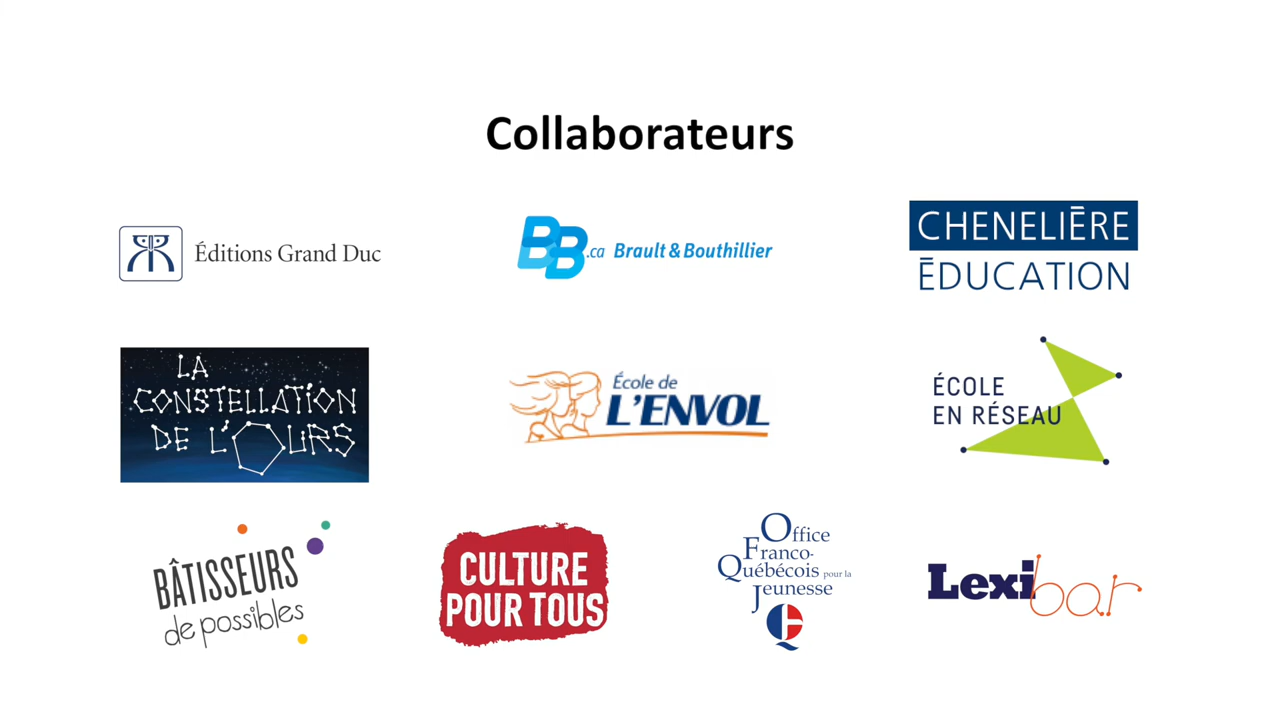 Collaborateurs
Éditions Grand Duc
BB.ca Brault & Bouthillier
CHENELIÈRE
ÉDUCATION
LA
CONSTELLATION
DE L'OURS
École de
L'ENVOL
ÉCOLE
EN RÉSEAU
BÂTISSEURS
de possibles
CULTURE
POUR TOUS
Office
Franco-
Québécois pour la
Jeunesse
Lexibar